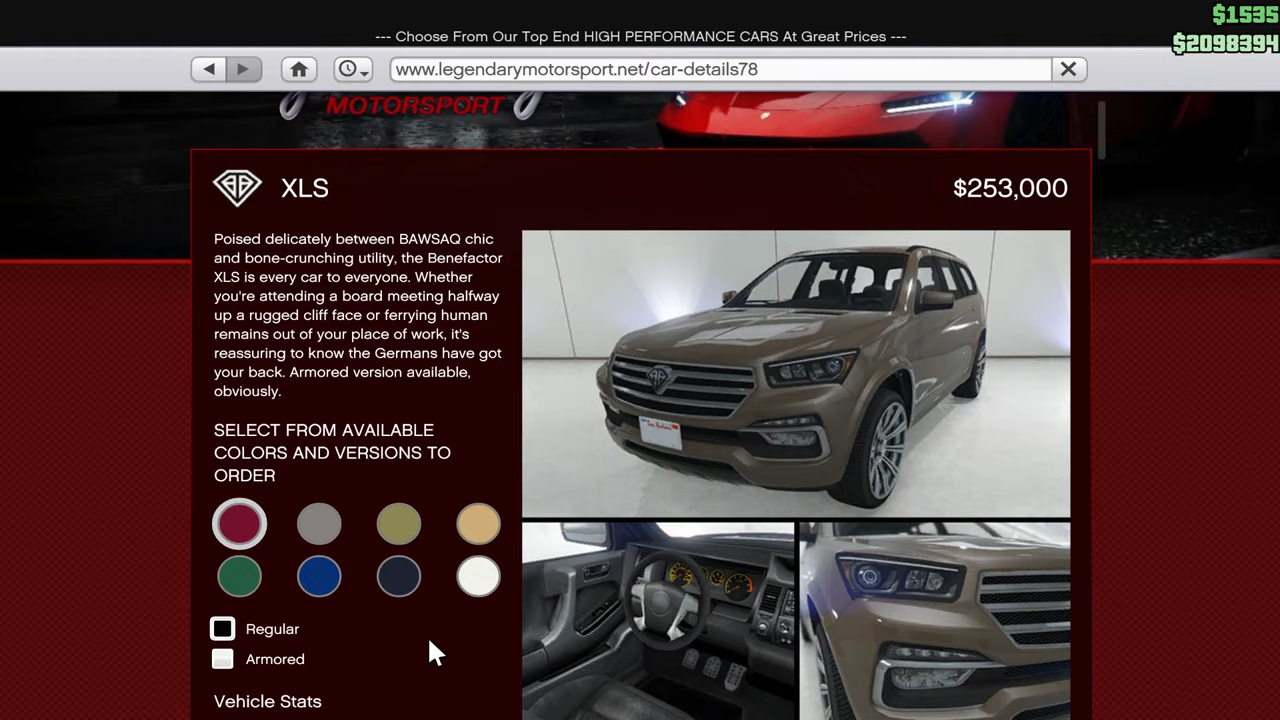 $1535
--- Choose From Our Top End HIGH PERFORMANCE CARS At Great Prices ---
$2098394
www.legendarymotorsport.net/car-details78
MOTORSPORT
XLS
$253,000
Poised delicately between BAWSAQ chic
and bone-crunching utility, the Benefactor
XLS is every car to everyone. Whether
you're attending a board meeting halfway
up a rugged cliff face or ferrying human
remains out of your place of work, it's
reassuring to know the Germans have got
your back. Armored version available,
obviously.
SELECT FROM AVAILABLE
COLORS AND VERSIONS TO
ORDER
Regular
Armored
Vehicle Stats